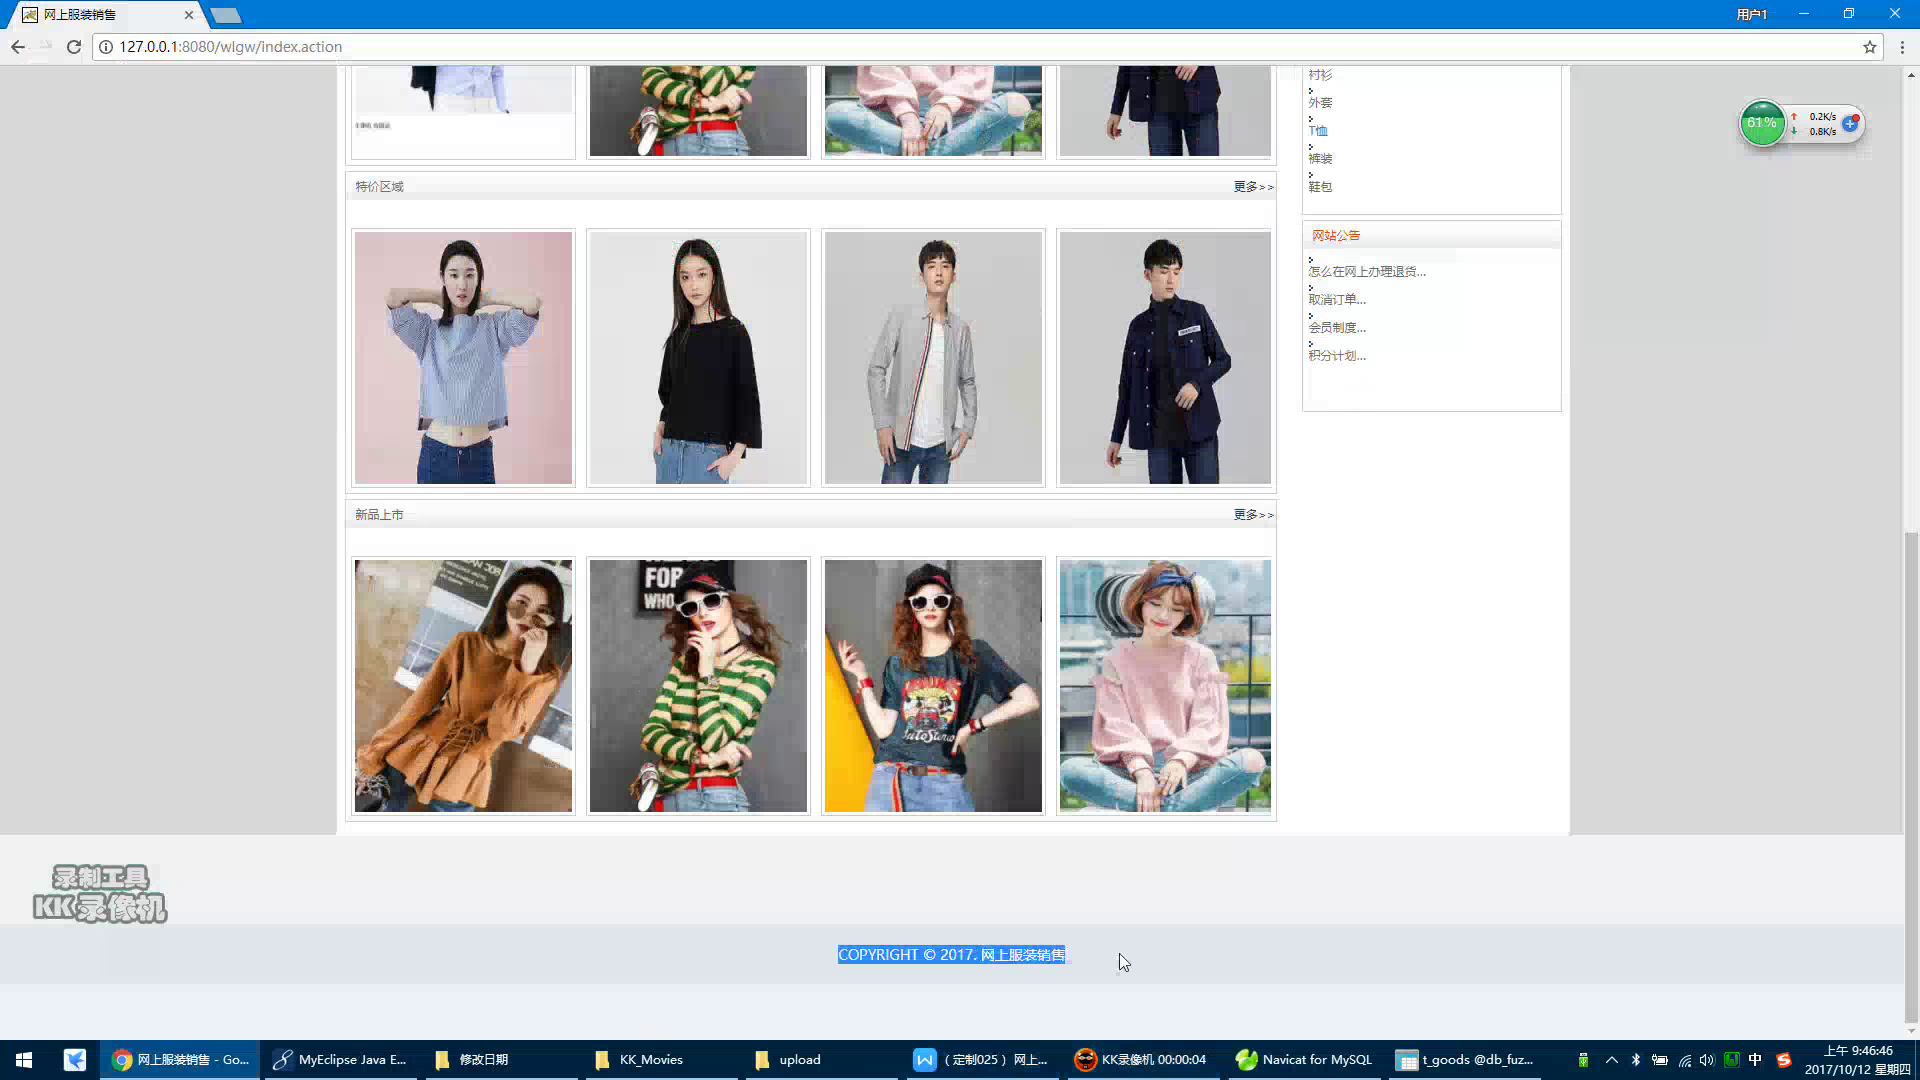 网上服装销售
用户1
127.0.0.1:8080/wlgw/index.action
衬衫
外套
T恤
裤装
鞋包
61%
0.2K/s
0.8K/s
特价区域
更多>>
网站公告
怎么在网上办理退货...
取消订单...
会员制度...
积分计划...
新品上市
更多>>
FOR
WHO
录制工具
KK录像机
COPYRIGHT © 2017. 网上服装销售
网上服装销售 - Go...
MyEclipse Java E...
修改日期
KK_Movies
upload
（定制025）网上...
KK录像机 00:00:04
Navicat for MySQL
t_goods @db_fuz...
中
上午 9:46:46
2017/10/12 星期四